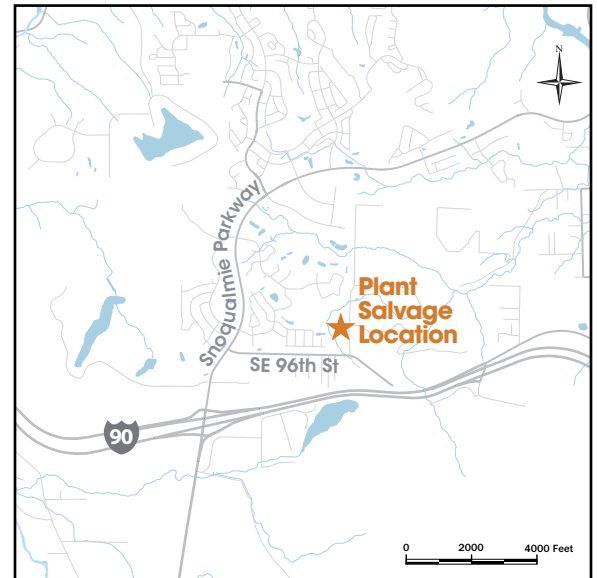 N
Snoqualmie Parkway
Plant
Salvage
Location
SE 96th St
90
0 2000 4000 Feet